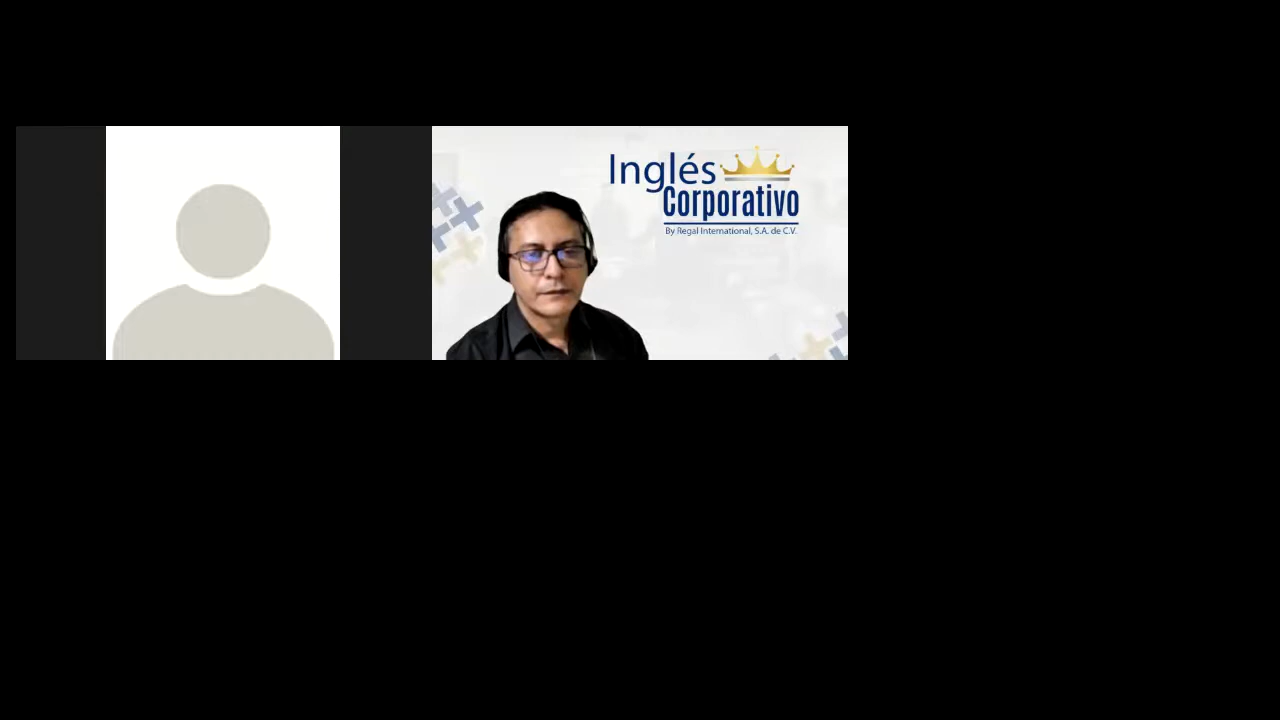 Inglés
Corporativo
By Regal International, S.A. de C.V.